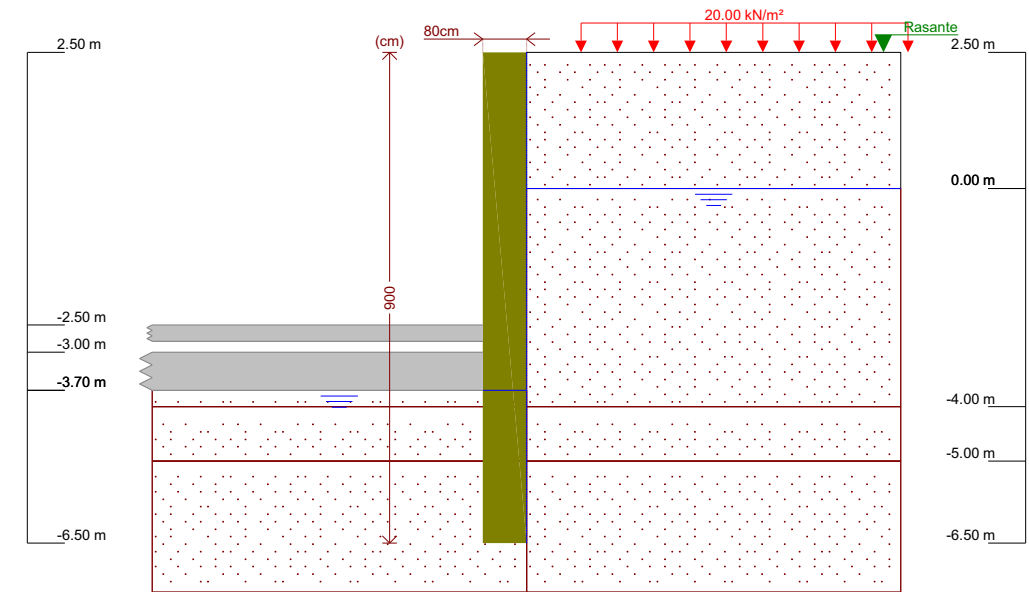 20.00 kN/m²
Rasante
80cm
(cm)
2.50 m
2.50 m
0.00 m
900
-2.50 m
-3.00 m
-3.70 m
-4.00 m
-5.00 m
-6.50 m
-6.50 m